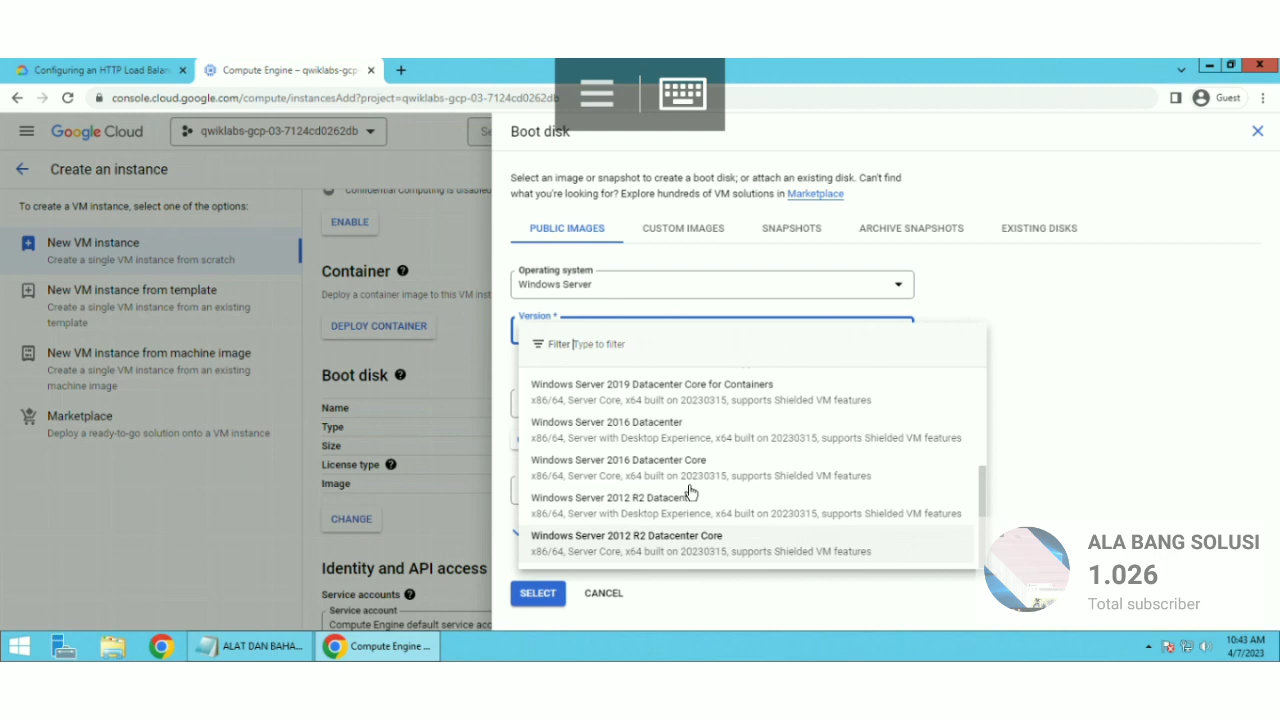 Configuring an HTTP Load Balan
Compute Engine – qwiklabs-gcp
console.cloud.google.com/compute/instancesAdd?project=qwiklabs-gcp-03-7124cd0262db
Guest
Google Cloud
qwiklabs-gcp-03-7124cd0262db
Se
Create an instance
To create a VM instance, select one of the options:
New VM instance
Create a single VM instance from scratch
New VM instance from template
Create a single VM instance from an existing
template
New VM instance from machine image
Create a single VM instance from an existing
machine image
Marketplace
Deploy a ready-to-go solution onto a VM instance
Confidential Computing is disabled
ENABLE
Container
Deploy a container image to this VM inst
DEPLOY CONTAINER
Boot disk
Name
Type
Size
License type
Image
CHANGE
Identity and API access
Service accounts
Service account
Compute Engine default service acc
Boot disk
Select an image or snapshot to create a boot disk; or attach an existing disk. Can't find
what you're looking for? Explore hundreds of VM solutions in Marketplace
PUBLIC IMAGES
CUSTOM IMAGES
SNAPSHOTS
ARCHIVE SNAPSHOTS
EXISTING DISKS
Operating system
Windows Server
Version *
Filter Type to filter
Windows Server 2019 Datacenter Core for Containers
x86/64, Server Core, x64 built on 20230315, supports Shielded VM features
Windows Server 2016 Datacenter
x86/64, Server with Desktop Experience, x64 built on 20230315, supports Shielded VM features
Windows Server 2016 Datacenter Core
x86/64, Server Core, x64 built on 20230315, supports Shielded VM features
Windows Server 2012 R2 Datacenter
x86/64, Server with Desktop Experience, x64 built on 20230315, supports Shielded VM features
Windows Server 2012 R2 Datacenter Core
x86/64, Server Core, x64 built on 20230315, supports Shielded VM features
SELECT
CANCEL
ALA BANG SOLUSI
1.026
Total subscriber
ALAT DAN BAHA...
Compute Engine ...
10:43 AM
4/7/2023